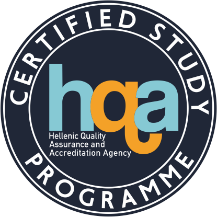 CERTIFIED STUDY
hqa
Hellenic Quality
Assurance and
Accreditation Agency
PROGRAMME